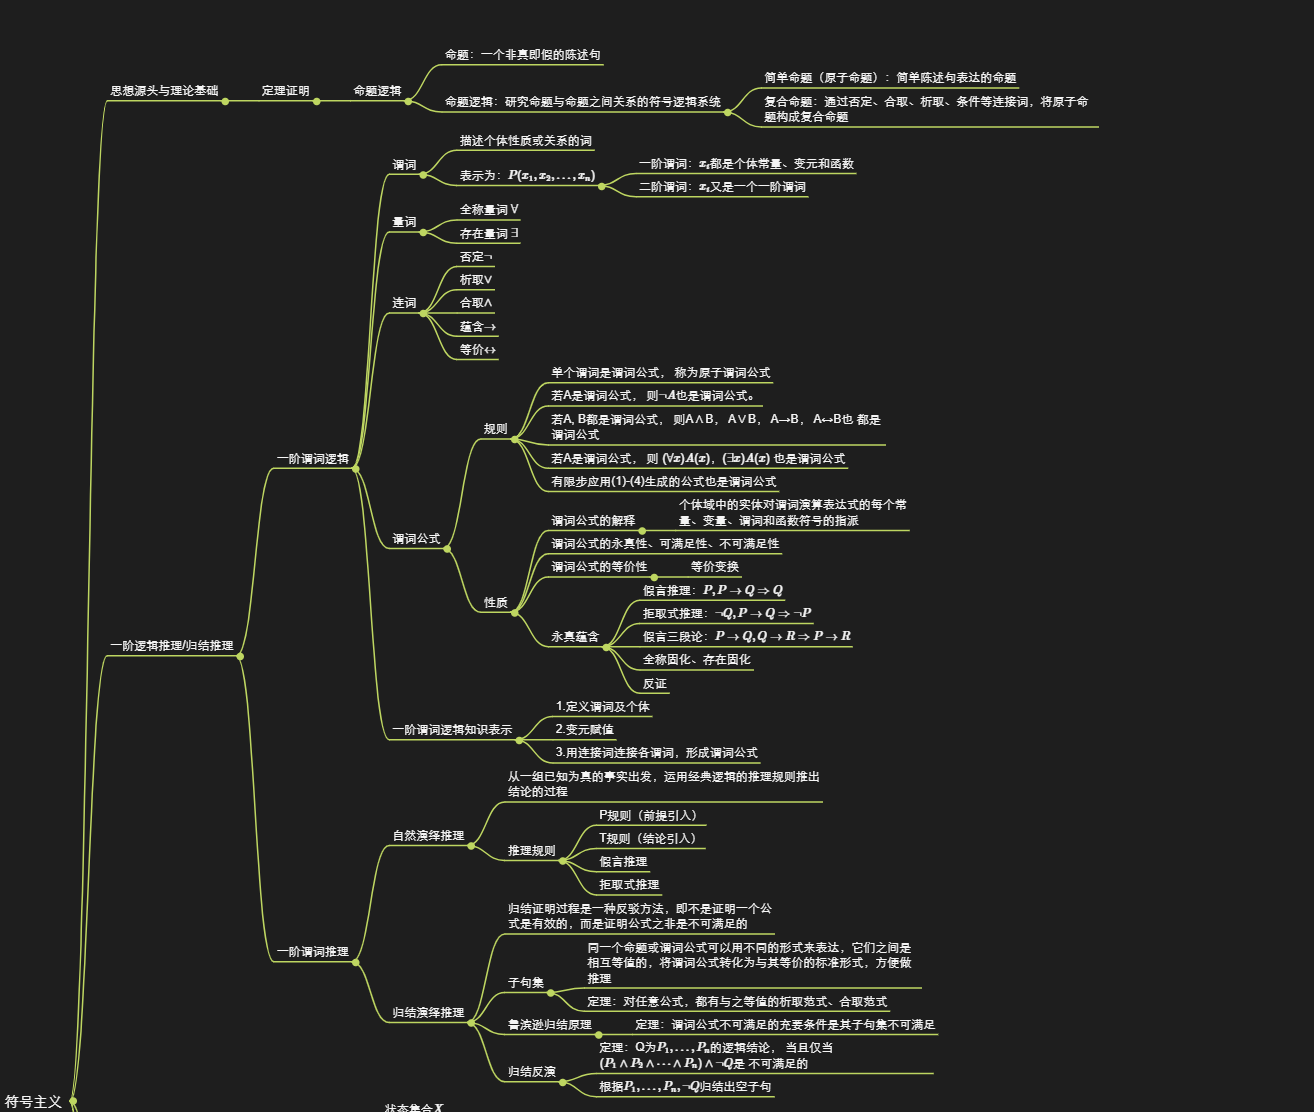 命题：一个非真即假的陈述句
思想源头与理论基础
定理证明
命题逻辑
命题逻辑：研究命题与命题之间关系的符号逻辑系统
简单命题（原子命题）：简单陈述句表达的命题
复合命题：通过否定、合取、析取、条件等连接词，将原子命
题构成复合命题
谓词
描述个体性质或关系的词
表示为：P(x₁, x₂, . . . , xₙ)
一阶谓词：xᵢ都是个体常量、变元和函数
二阶谓词：xᵢ又是一个一阶谓词
量词
全称量词 ∀
存在量词 ∃
连词
否定¬
析取∨
合取∧
蕴含→
等价↔
一阶谓词逻辑
谓词公式
规则
单个谓词是谓词公式， 称为原子谓词公式
若A是谓词公式， 则¬A也是谓词公式。
若A, B都是谓词公式， 则A∧B， A∨B， A→B， A↔B也 都是
谓词公式
若A是谓词公式， 则 (∀x)A(x)，(∃x)A(x) 也是谓词公式
有限步应用(1)-(4)生成的公式也是谓词公式
性质
谓词公式的解释
个体域中的实体对谓词演算表达式的每个常
量、变量、谓词和函数符号的指派
谓词公式的永真性、可满足性、不可满足性
谓词公式的等价性
等价变换
永真蕴含
假言推理：P, P → Q ⇒ Q
拒取式推理：¬Q, P → Q ⇒ ¬P
假言三段论：P → Q, Q → R ⇒ P → R
全称固化、存在固化
反证
一阶谓词逻辑知识表示
1.定义谓词及个体
2.变元赋值
3.用连接词连接各谓词，形成谓词公式
一阶逻辑推理/归结推理
一阶谓词推理
自然演绎推理
从一组已知为真的事实出发，运用经典逻辑的推理规则推出
结论的过程
推理规则
P规则（前提引入）
T规则（结论引入）
假言推理
拒取式推理
归结演绎推理
归结证明过程是一种反驳方法，即不是证明一个公
式是有效的，而是证明公式之非是不可满足的
子句集
同一个命题或谓词公式可以用不同的形式来表达，它们之间是
相互等值的，将谓词公式转化为与其等价的标准形式，方便做
推理
定理：对任意公式，都有与之等值的析取范式、合取范式
鲁滨逊归结原理
定理：谓词公式不可满足的充要条件是其子句集不可满足
归结反演
定理：Q为P₁, . . . , Pₙ的逻辑结论， 当且仅当
(P₁ ∧ P₂ ∧ ⋯ ∧ Pₙ) ∧ ¬Q是 不可满足的
根据P₁, . . . , Pₙ, ¬Q归结出空子句
符号主义
状态集合X